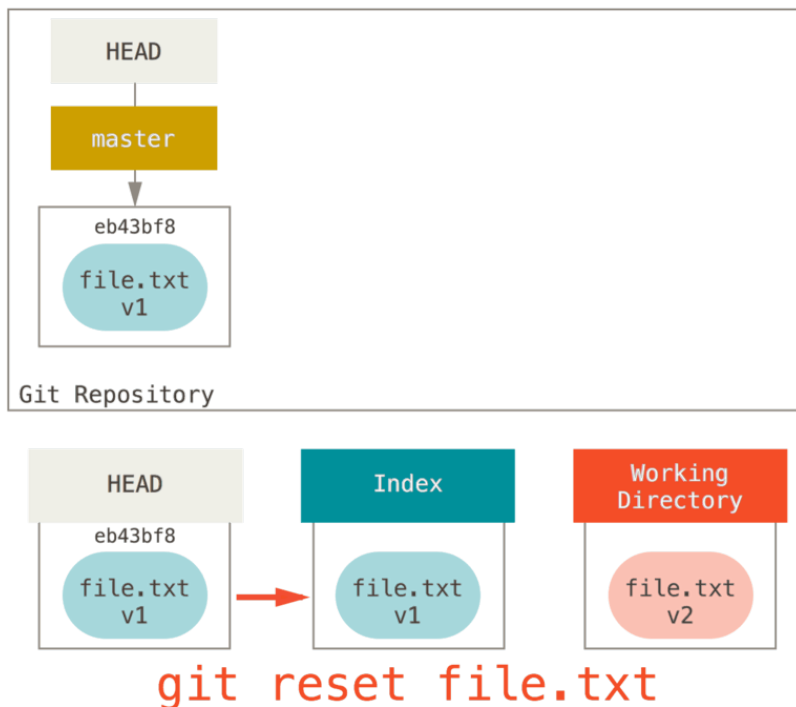 HEAD
master
eb43bf8
file.txt
v1
Git Repository
HEAD
eb43bf8
file.txt
v1
Index
file.txt
v1
Working
Directory
file.txt
v2
git reset file.txt